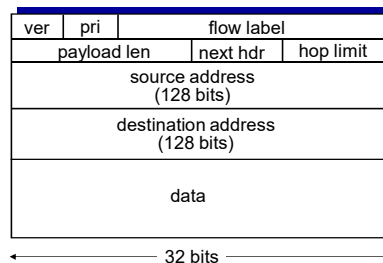 ver pri flow label
payload len next hdr hop limit
source address
(128 bits)
destination address
(128 bits)
data
32 bits